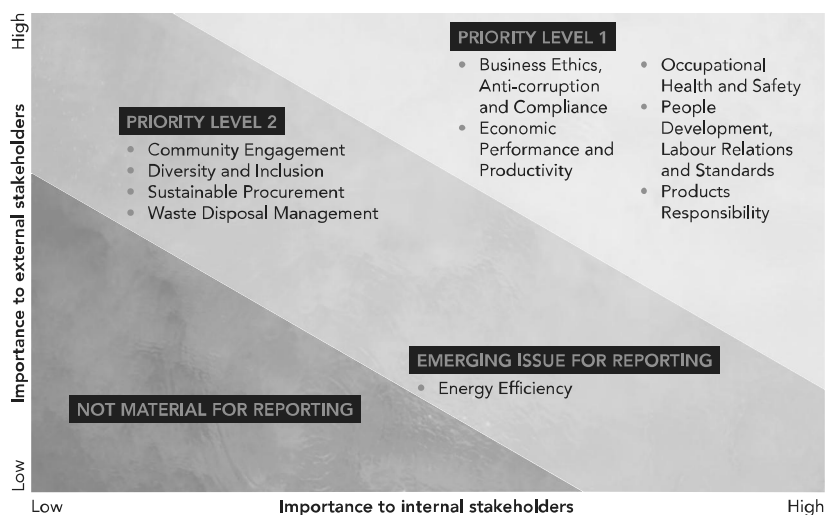 High
Importance to external stakeholders
Low
PRIORITY LEVEL 1
• Business Ethics,
Anti-corruption
and Compliance
• Economic
Performance and
Productivity
• Occupational
Health and Safety
• People
Development,
Labour Relations
and Standards
• Products
Responsibility
PRIORITY LEVEL 2
• Community Engagement
• Diversity and Inclusion
• Sustainable Procurement
• Waste Disposal Management
EMERGING ISSUE FOR REPORTING
• Energy Efficiency
NOT MATERIAL FOR REPORTING
Low
Importance to internal stakeholders
High